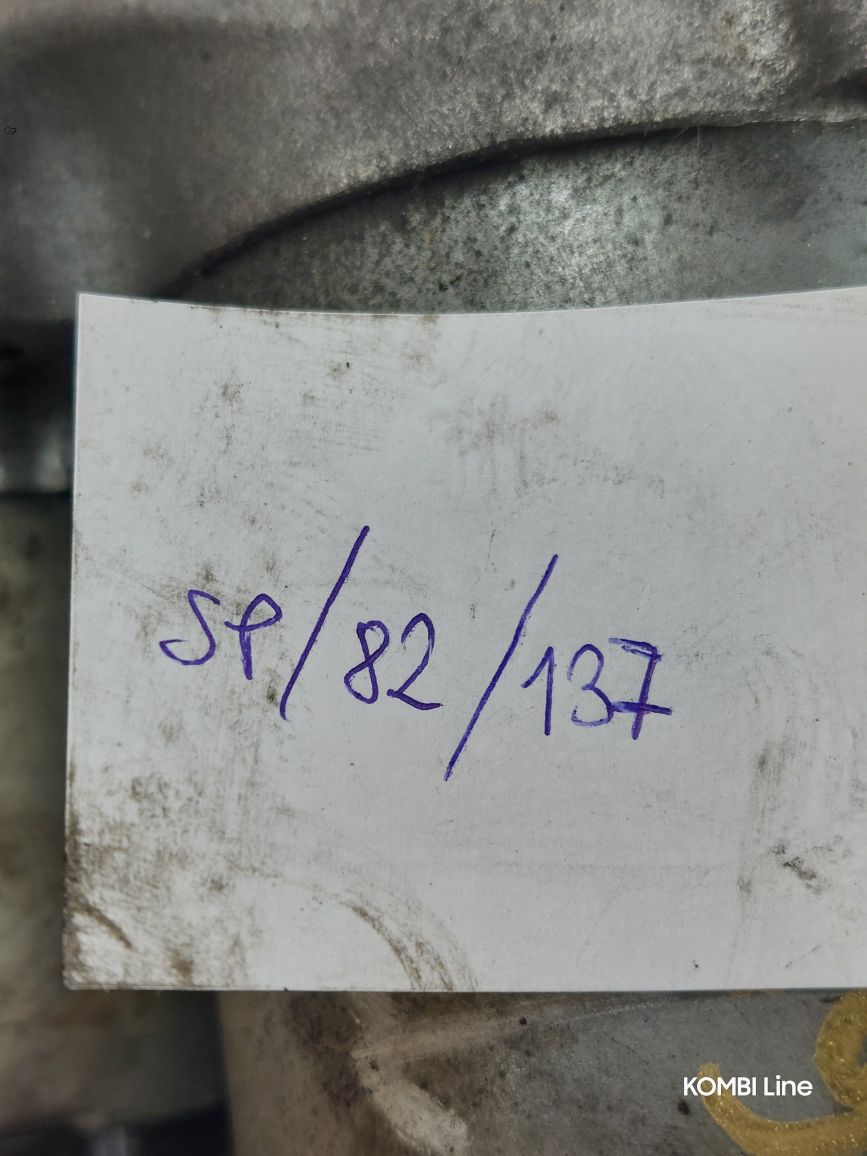 SP/82/137
KOMBI Line